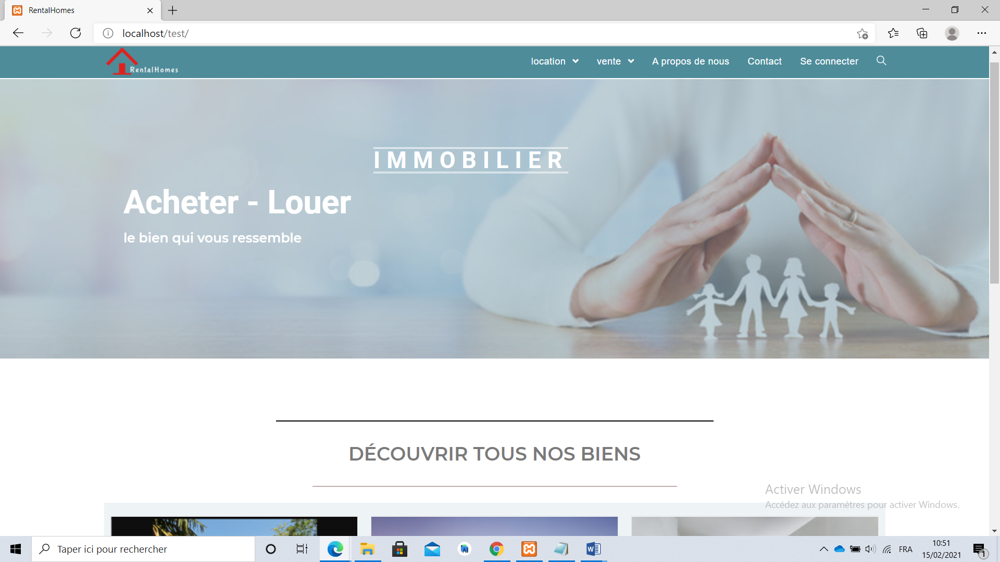 RentalHomes
localhost/test/
RentalHomes
location
vente
A propos de nous
Contact
Se connecter
IMMOBILIER
Acheter - Louer
le bien qui vous ressemble
DÉCOUVRIR TOUS NOS BIENS
Activer Windows
Accédez aux paramètres pour activer Windows.
Taper ici pour rechercher
FRA
10:51
15/02/2021
1